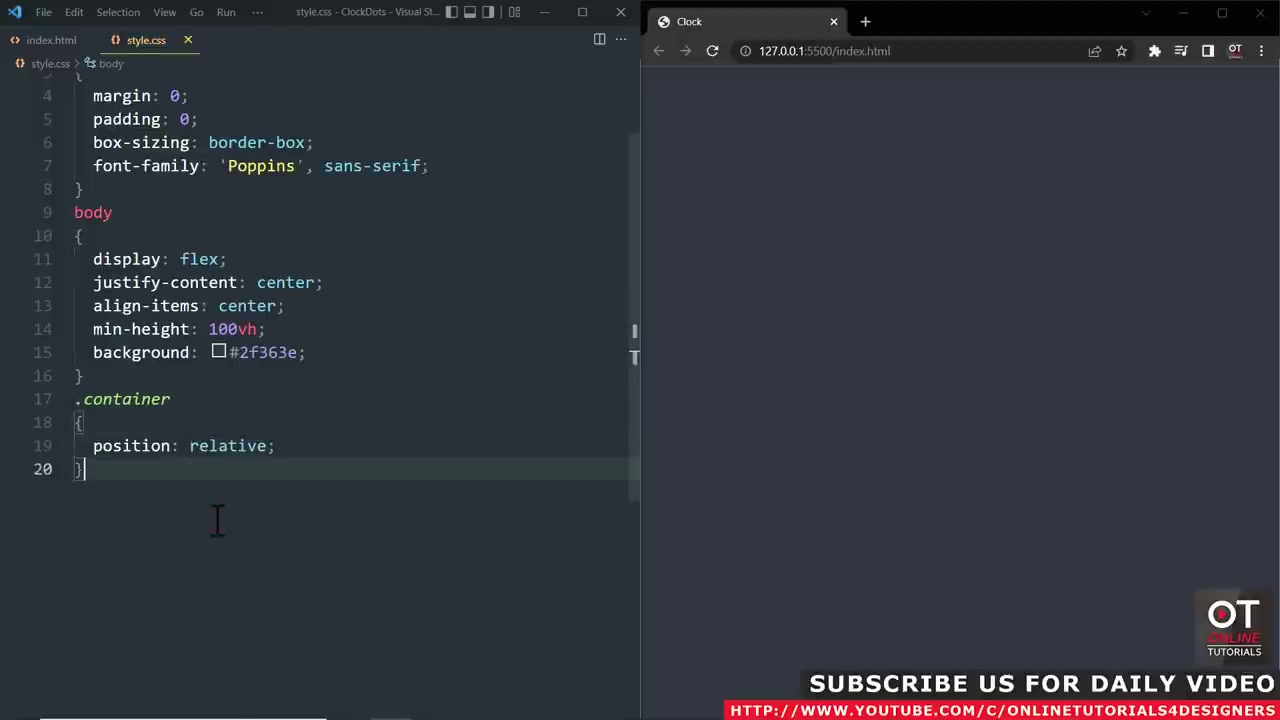 File Edit Selection View Go Run ··· style.css - ClockDots - Visual St...
Clock
index.html style.css
127.0.0.1:5500/index.html
style.css > body
{
4 margin: 0;
5 padding: 0;
6 box-sizing: border-box;
7 font-family: 'Poppins', sans-serif;
8 }
9 body
10 {
11 display: flex;
12 justify-content: center;
13 align-items: center;
14 min-height: 100vh;
15 background: #2f363e;
16 }
17 .container
18 {
19 position: relative;
20 }
OT
ONLINE
TUTORIALS
SUBSCRIBE US FOR DAILY VIDEO
HTTP://WWW.YOUTUBE.COM/C/ONLINETUTORIALS4DESIGNERS